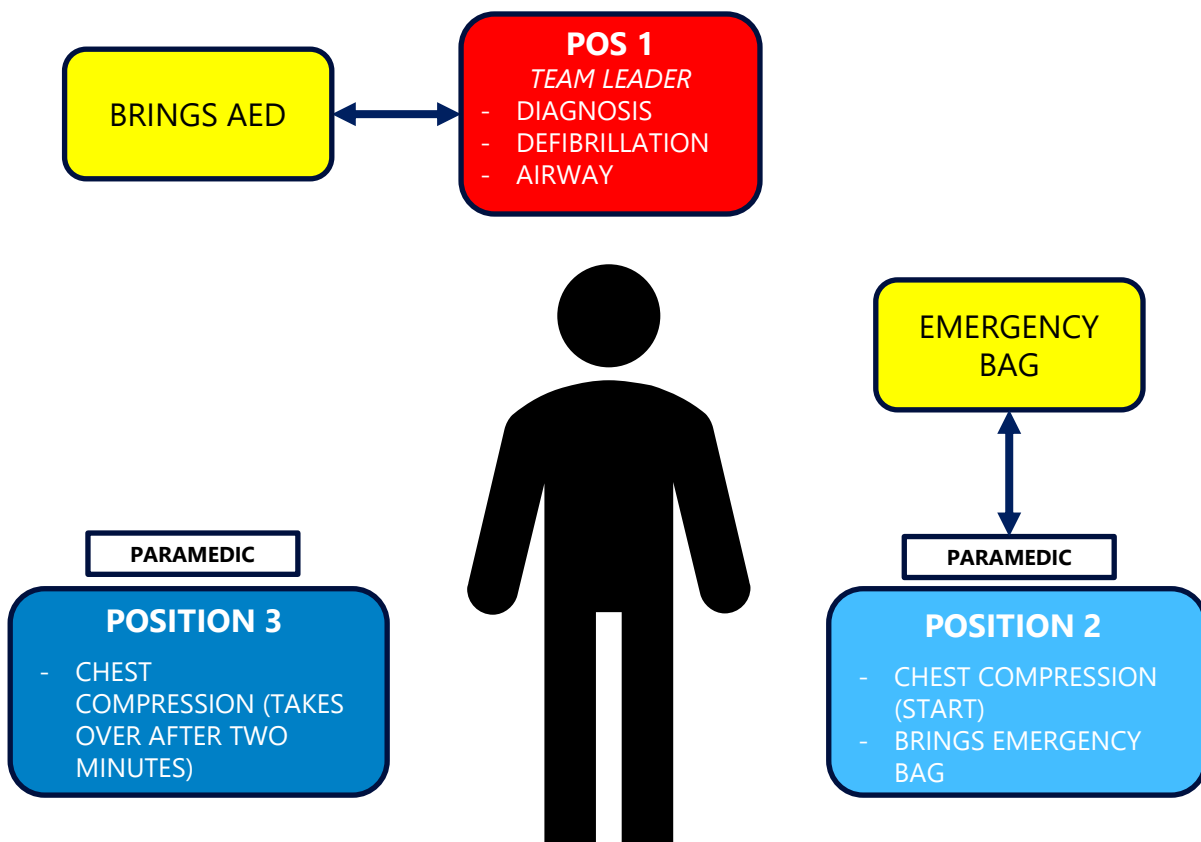 POS 1
TEAM LEADER
- DIAGNOSIS
- DEFIBRILLATION
- AIRWAY
BRINGS AED
EMERGENCY
BAG
PARAMEDIC
POSITION 3
- CHEST
COMPRESSION (TAKES
OVER AFTER TWO
MINUTES)
PARAMEDIC
POSITION 2
- CHEST COMPRESSION
(START)
- BRINGS EMERGENCY
BAG